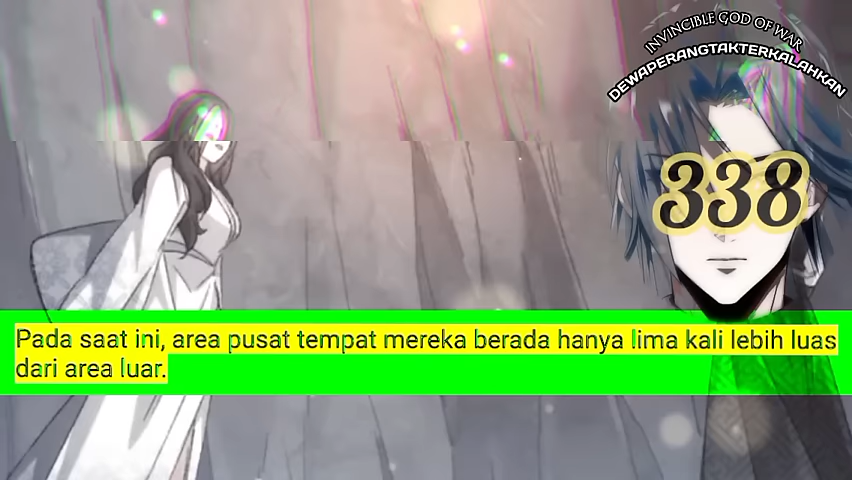 INVINCIBLE GOD OF WAR
DEWAPERANGTAKTERKALAHKAN
338
Pada saat ini, area pusat tempat mereka berada hanya lima kali lebih luas
dari area luar.